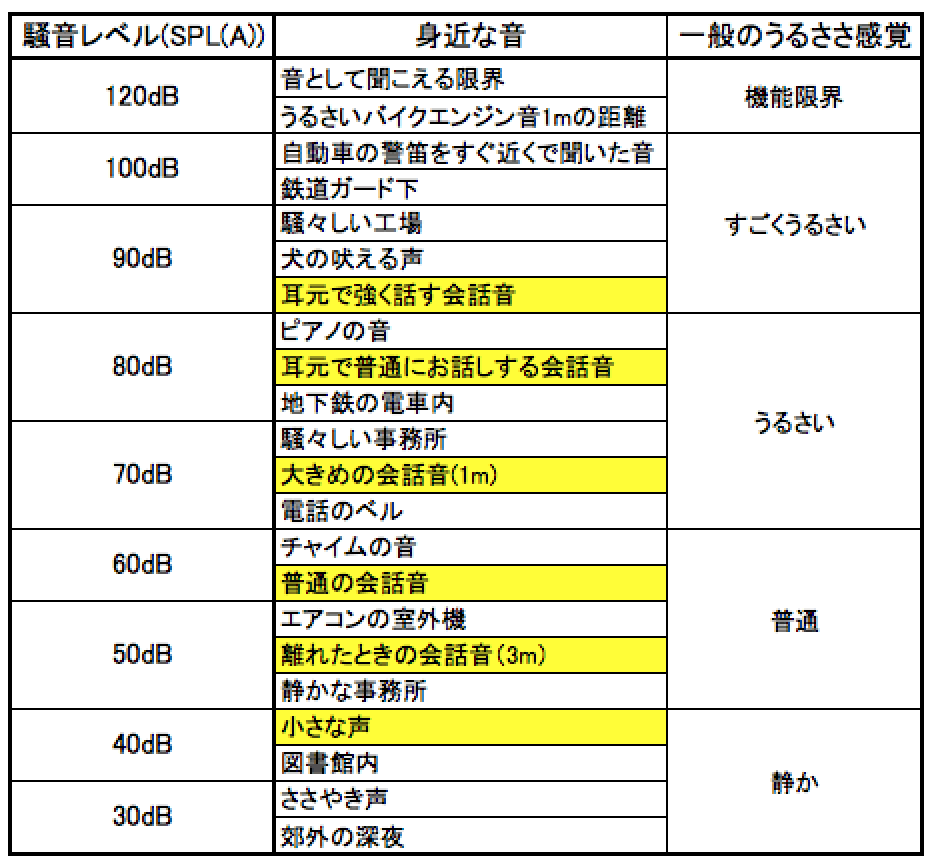 騒音レベル(SPL(A)) 身近な音 一般のうるささ感覚
120dB 音として聞こえる限界 機能限界
うるさいバイクエンジン音1mの距離
100dB 自動車の警笛をすぐ近くで聞いた音 すごくうるさい
鉄道ガード下
90dB 騒々しい工場
犬の吠える声
耳元で強く話す会話音
80dB ピアノの音 うるさい
耳元で普通にお話しする会話音
地下鉄の電車内
70dB 騒々しい事務所
大きめの会話音(1m)
電話のベル
60dB チャイムの音 普通
普通の会話音
50dB エアコンの室外機
離れたときの会話音(3m)
静かな事務所
40dB 小さな声 静か
図書館内
30dB ささやき声
郊外の深夜